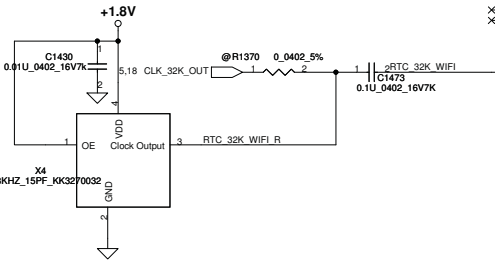 +1.8V
1
C1430
0.01U_0402_16V7k
2
5,18 CLK_32K_OUT
@R1370 0_0402_5%
1 2
1 2 RTC_32K_WIFI
C1473
0.1U_0402_16V7K
4
VDD
1 OE Clock Output 3 RTC_32K_WIFI_R
X4
KHZ_15PF_KK3270032
GND
2